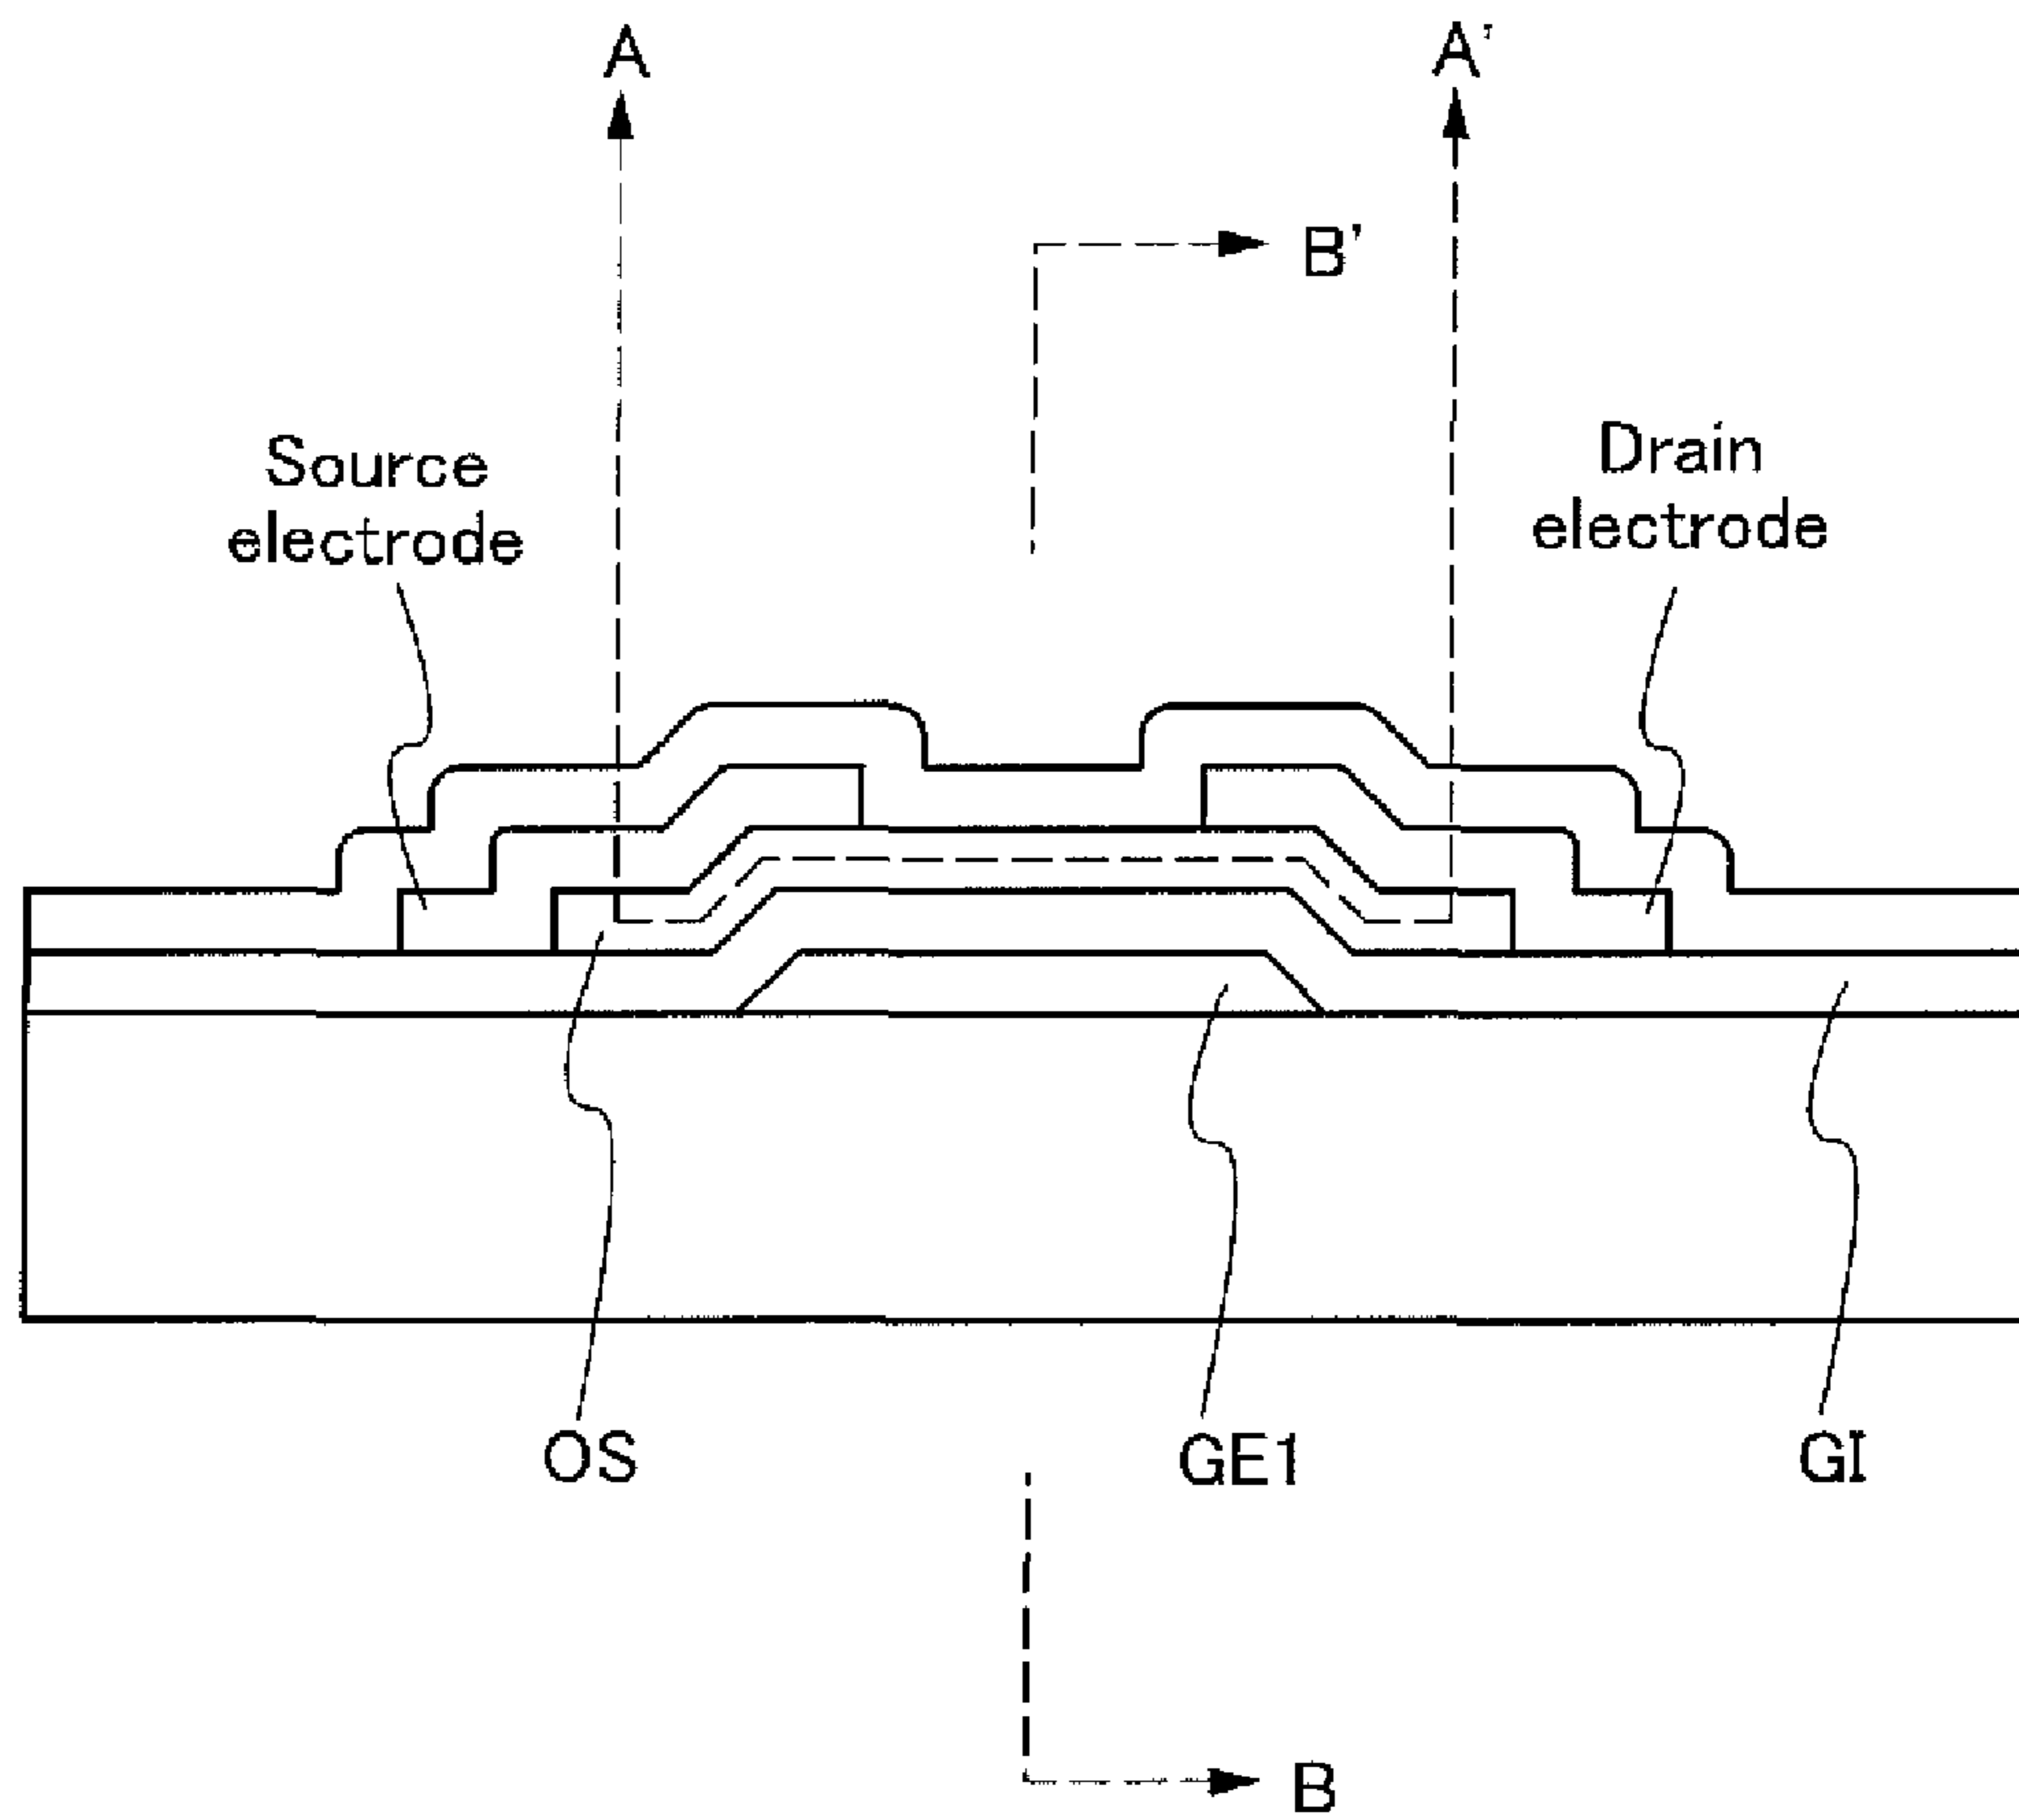 A
A'
B'
Source
electrode
Drain
electrode
OS
GE1
GI
B